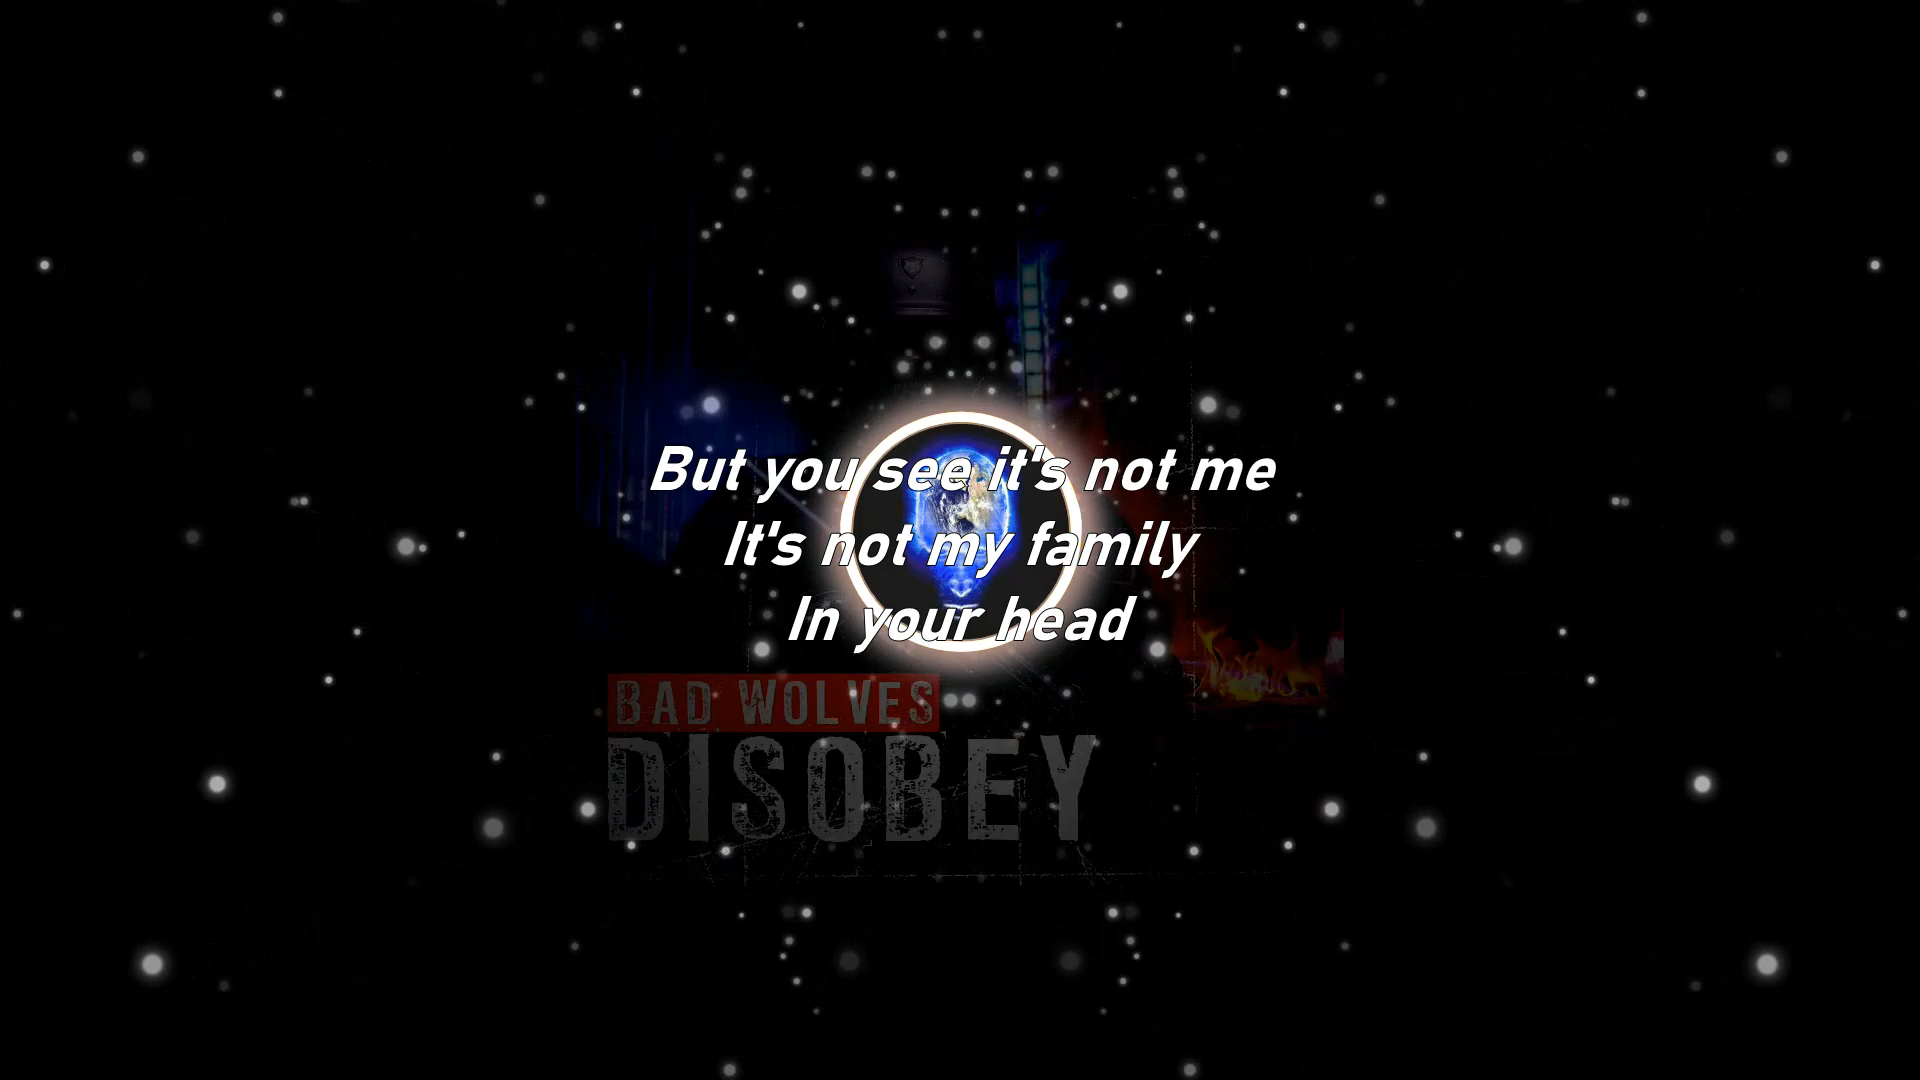 But you see it's not me
It's not my family
In your head
BAD WOLVES
DISOBEY